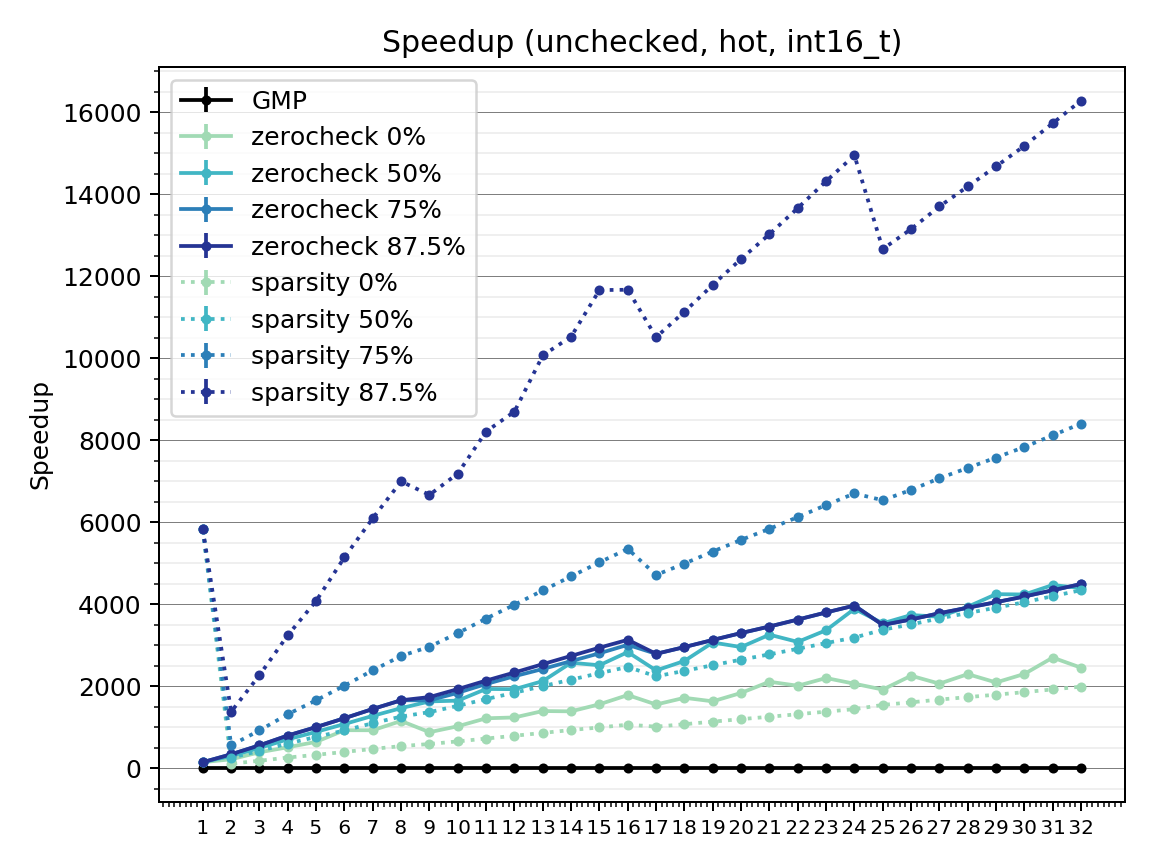 Speedup (unchecked, hot, int16_t)
GMP
zerocheck 0%
zerocheck 50%
zerocheck 75%
zerocheck 87.5%
sparsity 0%
sparsity 50%
sparsity 75%
sparsity 87.5%
Speedup
16000
14000
12000
10000
8000
6000
4000
2000
0
1 2 3 4 5 6 7 8 9 10 11 12 13 14 15 16 17 18 19 20 21 22 23 24 25 26 27 28 29 30 31 32